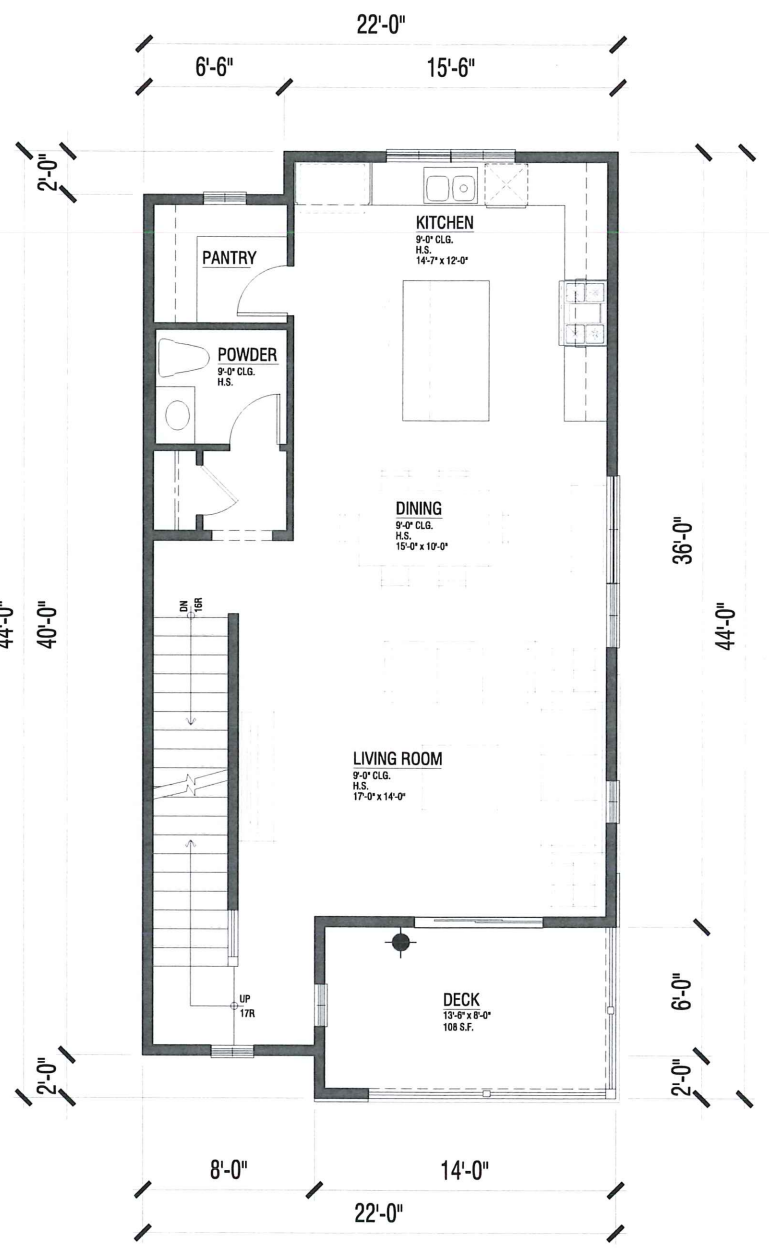 22'-0"
6'-6"
15'-6"
2'-0"
KITCHEN
9'-0" CLG.
H.S.
14'-7" x 12'-0"
PANTRY
POWDER
9'-0" CLG.
H.S.
DINING
9'-0" CLG.
H.S.
15'-0" x 10'-0"
36'-0"
44'-0"
40'-0"
44'-0"
DN
16R
LIVING ROOM
9'-0" CLG.
H.S.
17'-0" x 14'-0"
UP
17R
DECK
13'-6" x 8'-0"
108 S.F.
6'-0"
2'-0"
2'-0"
8'-0"
14'-0"
22'-0"